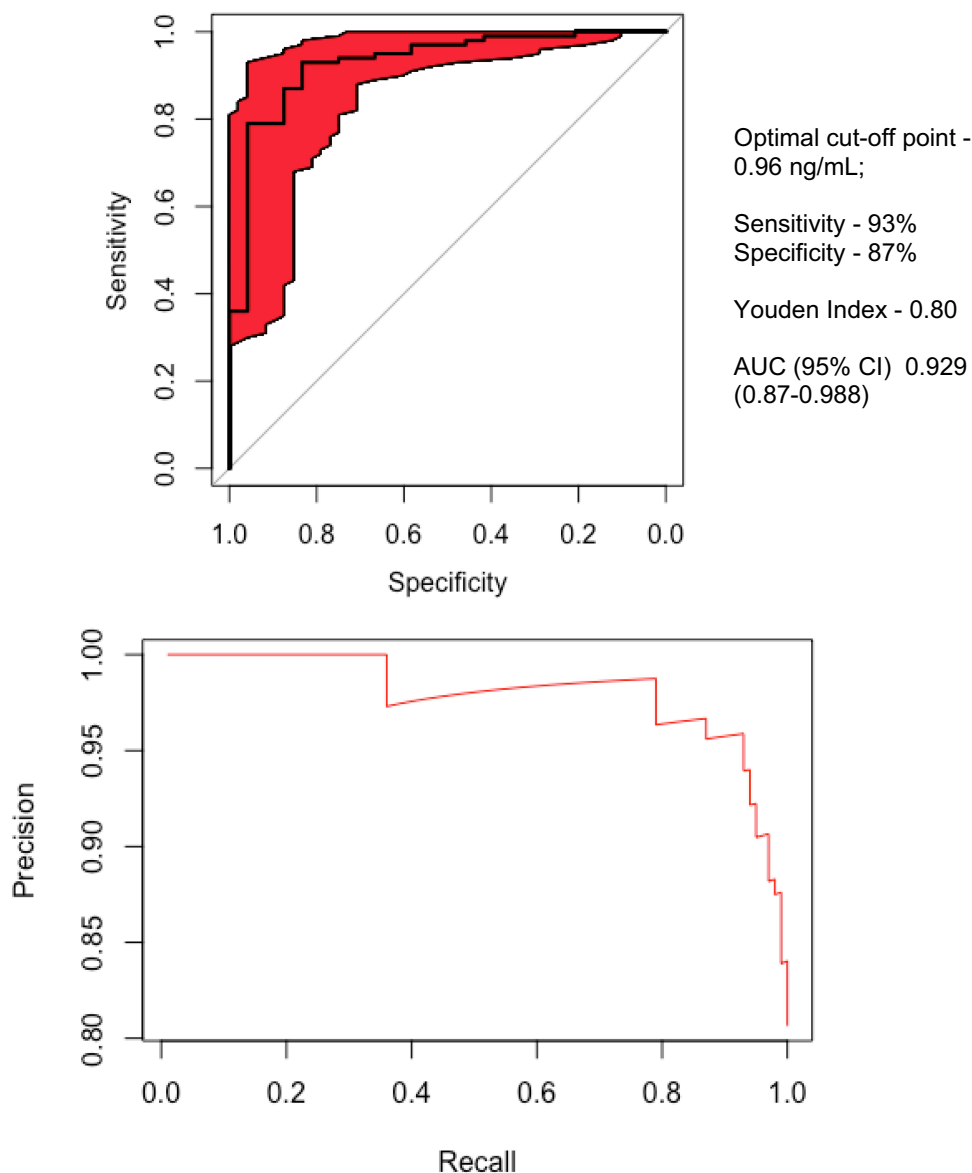 1.0
0.8
0.6
0.4
0.2
0.0
Sensitivity
1.0 0.8 0.6 0.4 0.2 0.0
Specificity
Optimal cut-off point -
0.96 ng/mL;
Sensitivity - 93%
Specificity - 87%
Youden Index - 0.80
AUC (95% CI) 0.929
(0.87-0.988)
1.00
0.95
0.90
0.85
0.80
Precision
0.0 0.2 0.4 0.6 0.8 1.0
Recall